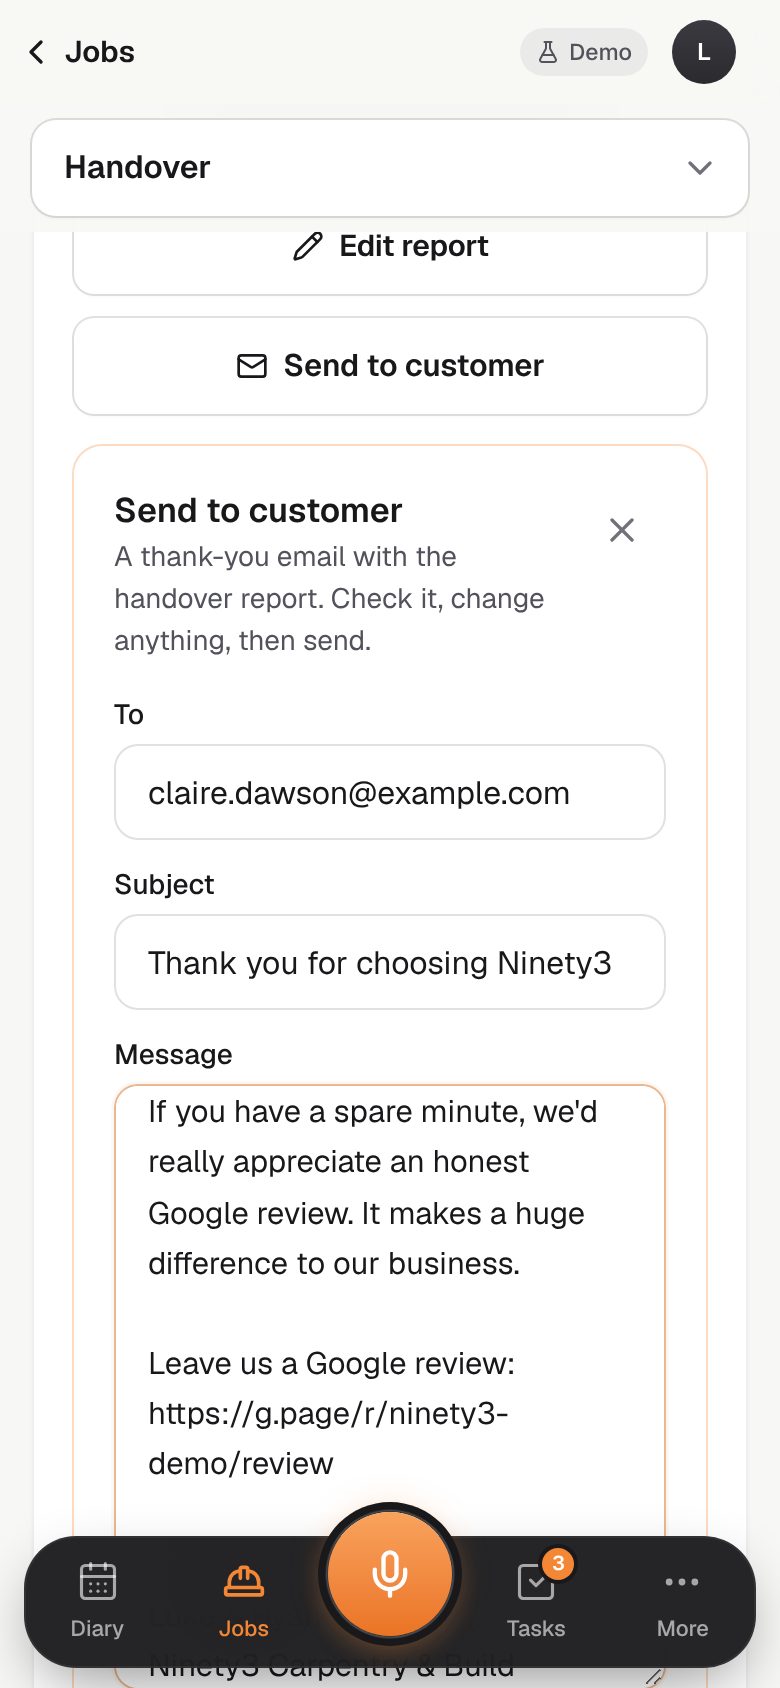 Jobs
Demo
L
Handover
Edit report
Send to customer
Send to customer
A thank-you email with the
handover report. Check it, change
anything, then send.
To
claire.dawson@example.com
Subject
Thank you for choosing Ninety3
Message
If you have a spare minute, we'd
really appreciate an honest
Google review. It makes a huge
difference to our business.
Leave us a Google review:
https://g.page/r/ninety3-
demo/review
3
Diary
Jobs
Tasks
More
Ninety3 Carpentry & Build